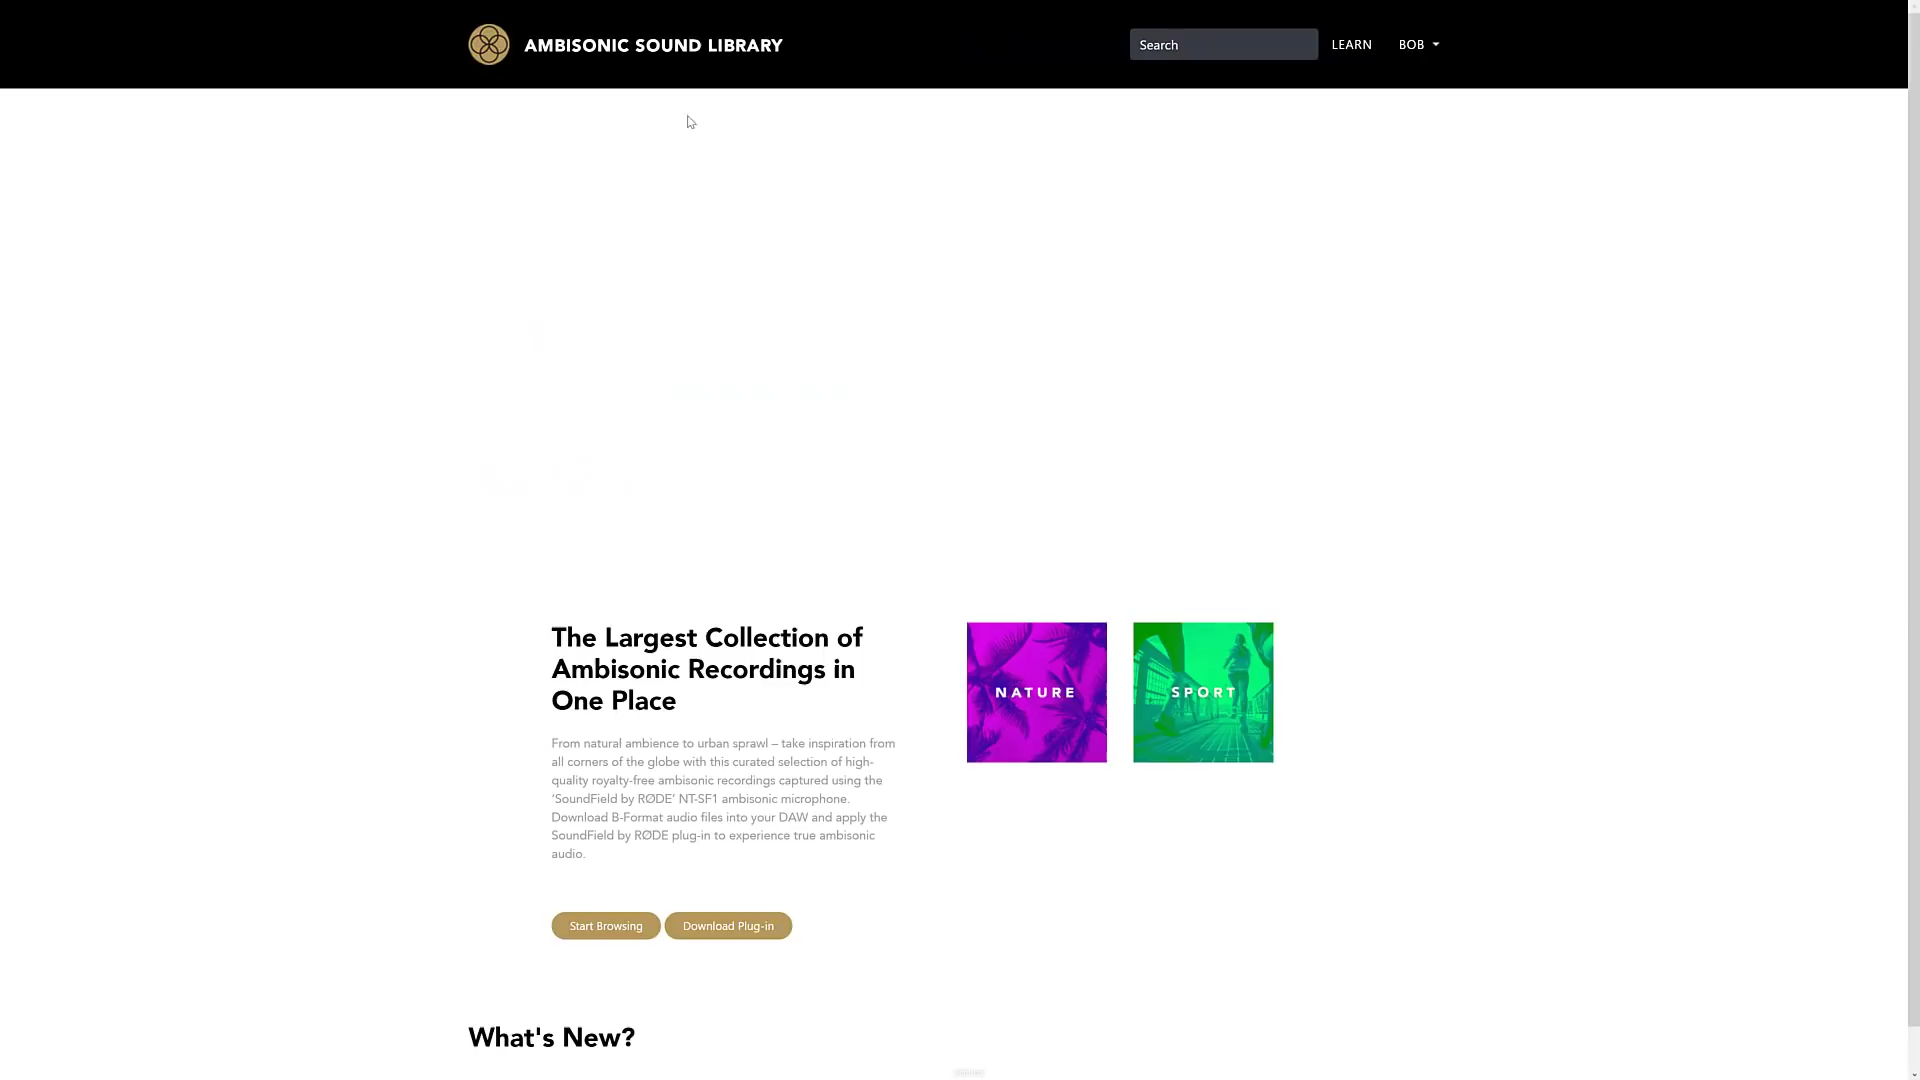 AMBISONIC SOUND LIBRARY
Search
LEARN
BOB
The Largest Collection of
Ambisonic Recordings in
One Place
From natural ambience to urban sprawl – take inspiration from
all corners of the globe with this curated selection of high-
quality royalty-free ambisonic recordings captured using the
‘SoundField by RØDE’ NT-SF1 ambisonic microphone.
Download B-Format audio files into your DAW and apply the
SoundField by RØDE plug-in to experience true ambisonic
audio.
Start Browsing
Download Plug-in
NATURE
SPORT
What's New?